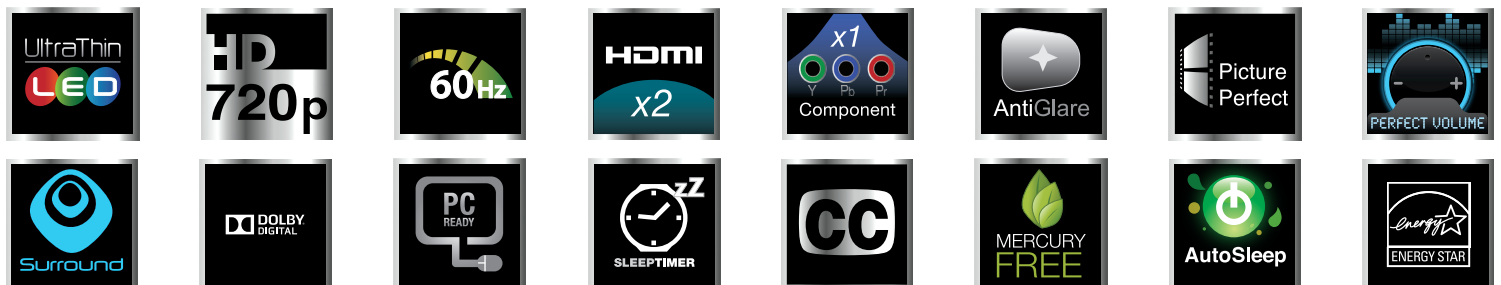 UltraThin
LED
HD
720p
60Hz
HDMI
x2
x1
Y Pb Pr
Component
AntiGlare
Picture
Perfect
- +
PERFECT VOLUME
Surround
DOLBY
DIGITAL
PC
READY
zZ
SLEEPTIMER
CC
MERCURY
FREE
AutoSleep
energy
ENERGY STAR